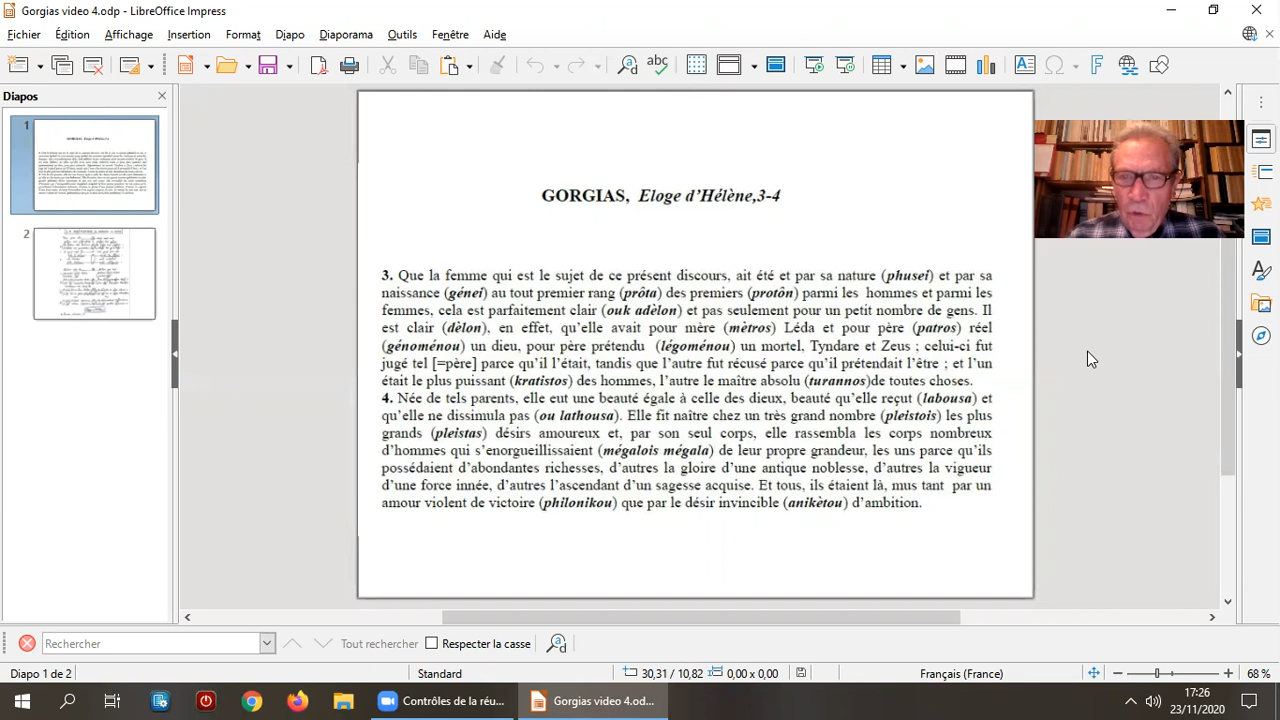 Gorgias video 4.odp - LibreOffice Impress
Fichier Édition Affichage Insertion Format Diapo Diaporama Outils Fenêtre Aide
Diapos
1
2
GORGIAS, Eloge d'Hélène,3-4
3. Que la femme qui est le sujet de ce présent discours, ait été et par sa nature (phusei) et par sa
naissance (génei) au tout premier rang (prôta) des premiers (protôn) parmi les hommes et parmi les
femmes, cela est parfaitement clair (ouk adèlon) et pas seulement pour un petit nombre de gens. Il
est clair (dèlon), en effet, qu'elle avait pour mère (mètros) Léda et pour père (patros) réel
(génoménou) un dieu, pour père prétendu (légoménou) un mortel, Tyndare et Zeus ; celui-ci fut
jugé tel [=père] parce qu'il l'était, tandis que l'autre fut récusé parce qu'il prétendait l'être ; et l'un
était le plus puissant (kratistos) des hommes, l'autre le maître absolu (turannos)de toutes choses.
4. Née de tels parents, elle eut une beauté égale à celle des dieux, beauté qu'elle reçut (labousa) et
qu'elle ne dissimula pas (ou lathousa). Elle fit naître chez un très grand nombre (pleistois) les plus
grands (pleistas) désirs amoureux et, par son seul corps, elle rassembla les corps nombreux
d'hommes qui s'enorgueillissaient (mégalois mégala) de leur propre grandeur, les uns parce qu'ils
possédaient d'abondantes richesses, d'autres la gloire d'une antique noblesse, d'autres la vigueur
d'une force innée, d'autres l'ascendant d'un sagesse acquise. Et tous, ils étaient là, mus tant par un
amour violent de victoire (philonikou) que par le désir invincible (anikètou) d'ambition.
Rechercher Tout rechercher Respecter la casse
Diapo 1 de 2 Standard 30,31 / 10,82 0,00 x 0,00 Français (France) 68 %
Contrôles de la réu... Gorgias video 4.od... 17:26
23/11/2020